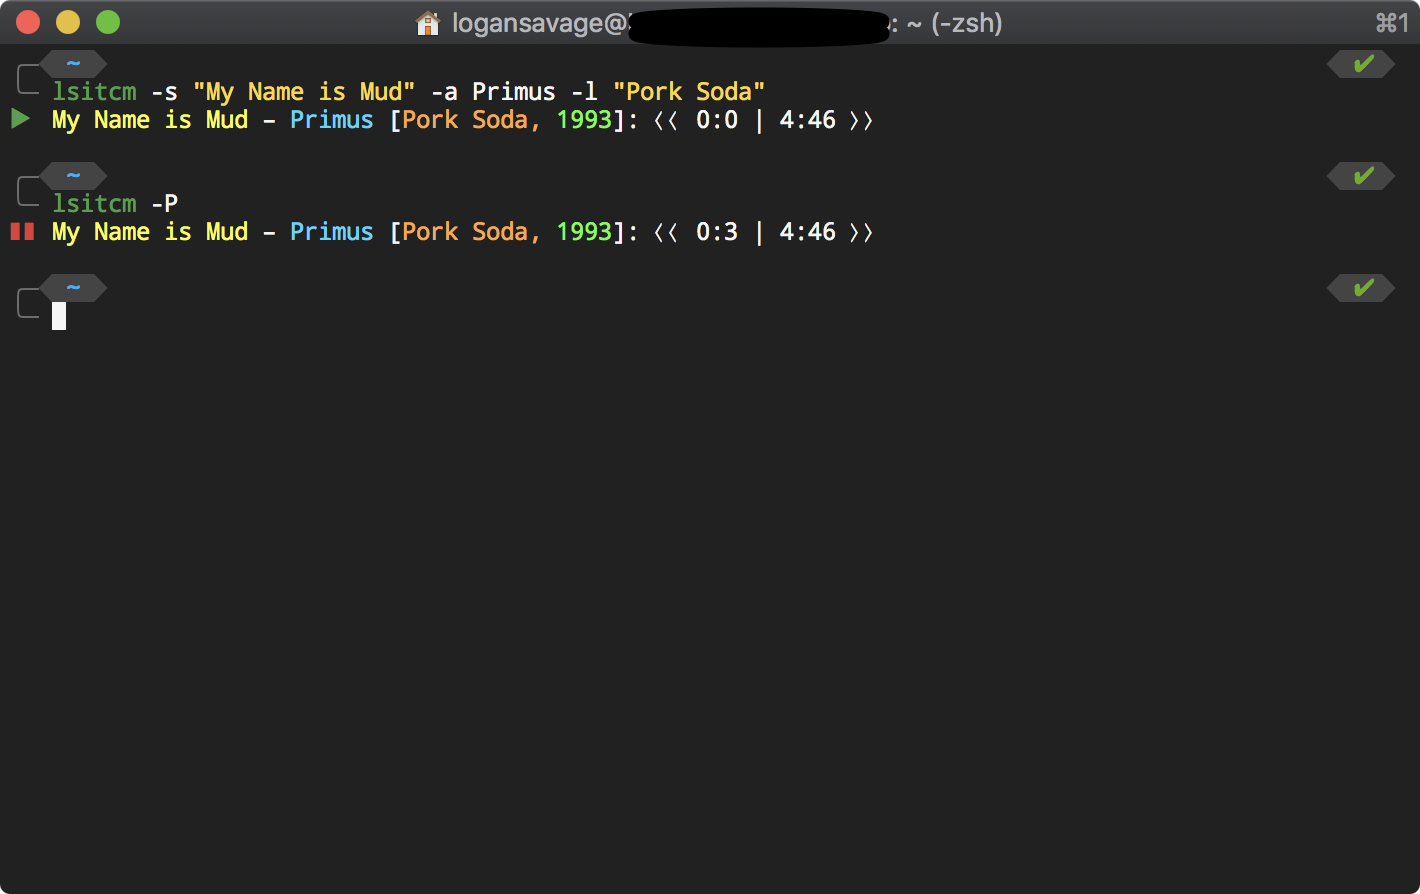 logansavage@ : ~ (-zsh) ⌘1
~ ✔
lsitcm -s "My Name is Mud" -a Primus -l "Pork Soda"
▶ My Name is Mud – Primus [Pork Soda, 1993]: ⟨⟨ 0:0 | 4:46 ⟩⟩
~ ✔
lsitcm -P
My Name is Mud – Primus [Pork Soda, 1993]: ⟨⟨ 0:3 | 4:46 ⟩⟩
~ ✔